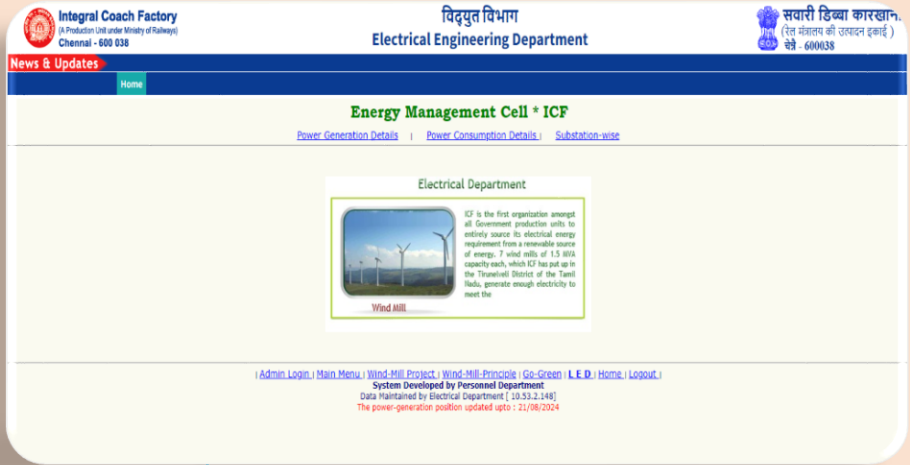 Integral Coach Factory
(A Production Unit under Ministry of Railways)
Chennai - 600 038
विद्युत विभाग
Electrical Engineering Department
सवारी डिब्बा कारखान
(रेल मंत्रालय की उत्पादन इकाई )
चेन्नै - 600038
News & Updates
Home
Energy Management Cell * ICF
Power Generation Details | Power Consumption Details | Substation-wise
Electrical Department
ICF is the first organization amongst
all Government production units to
entirely source its electrical energy
requirement from a renewable source
of energy. 7 wind mills of 1.5 MVA
capacity each, which ICF has put up in
the Tirunelveli District of the Tamil
Nadu, generate enough electricity to
meet the
Wind Mill
| Admin Login | Main Menu | Wind-Mill Project | Wind-Mill-Principle | Go-Green | L E D | Home | Logout |
System Developed by Personnel Department
Data Maintained by Electrical Department [ 10.53.2.148]
The power-generation position updated upto : 21/08/2024